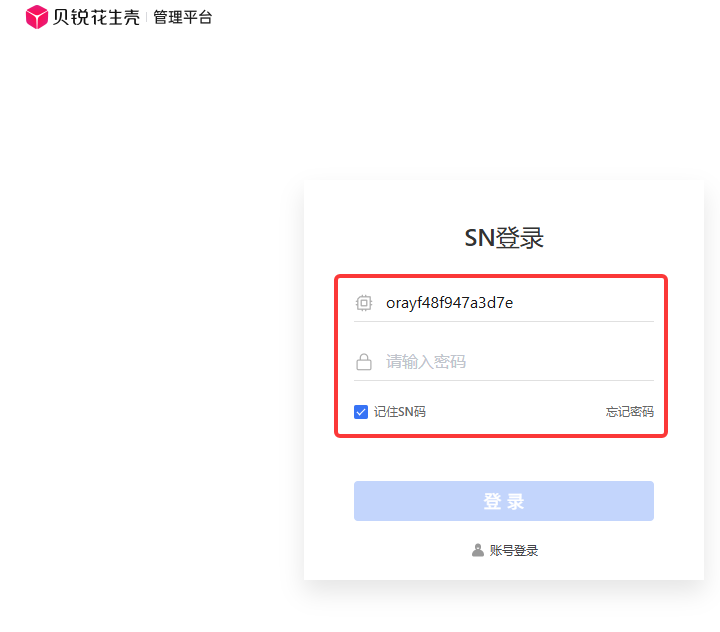 贝锐花生壳 管理平台
SN登录
orayf48f947a3d7e
请输入密码
记住SN码 忘记密码
登录
账号登录